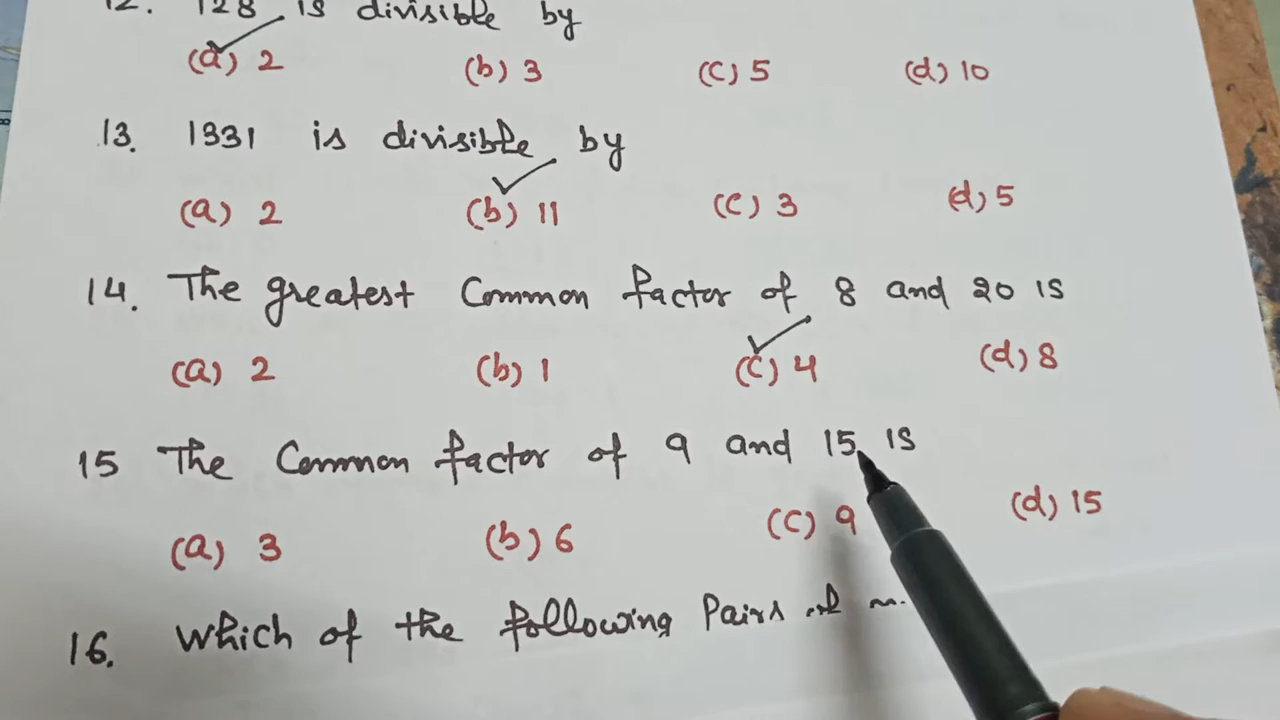 12. 128 is divisible by
(a) 2 (b) 3 (c) 5 (d) 10
13. 1331 is divisible by
(a) 2 (b) 11 (c) 3 (d) 5
14. The greatest Common factor of 8 and 20 is
(a) 2 (b) 1 (c) 4 (d) 8
15 The Common factor of 9 and 15 is
(a) 3 (b) 6 (c) 9 (d) 15
16. Which of the following Pairs of